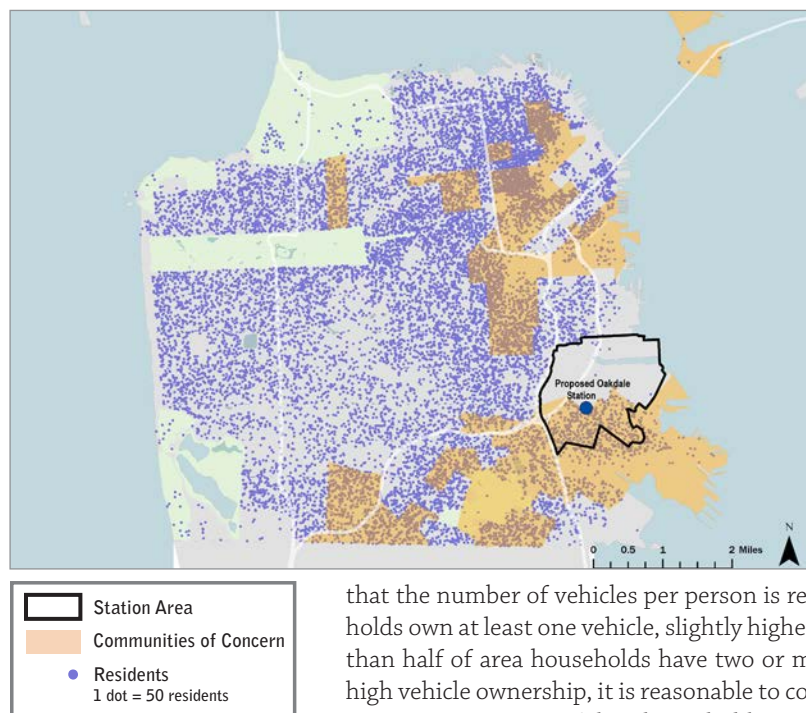 Proposed Oakdale
Station
N
0 0.5 1 2 Miles
Station Area
Communities of Concern
Residents
1 dot = 50 residents
that the number of vehicles per person is re
holds own at least one vehicle, slightly highe
than half of area households have two or m
high vehicle ownership, it is reasonable to co